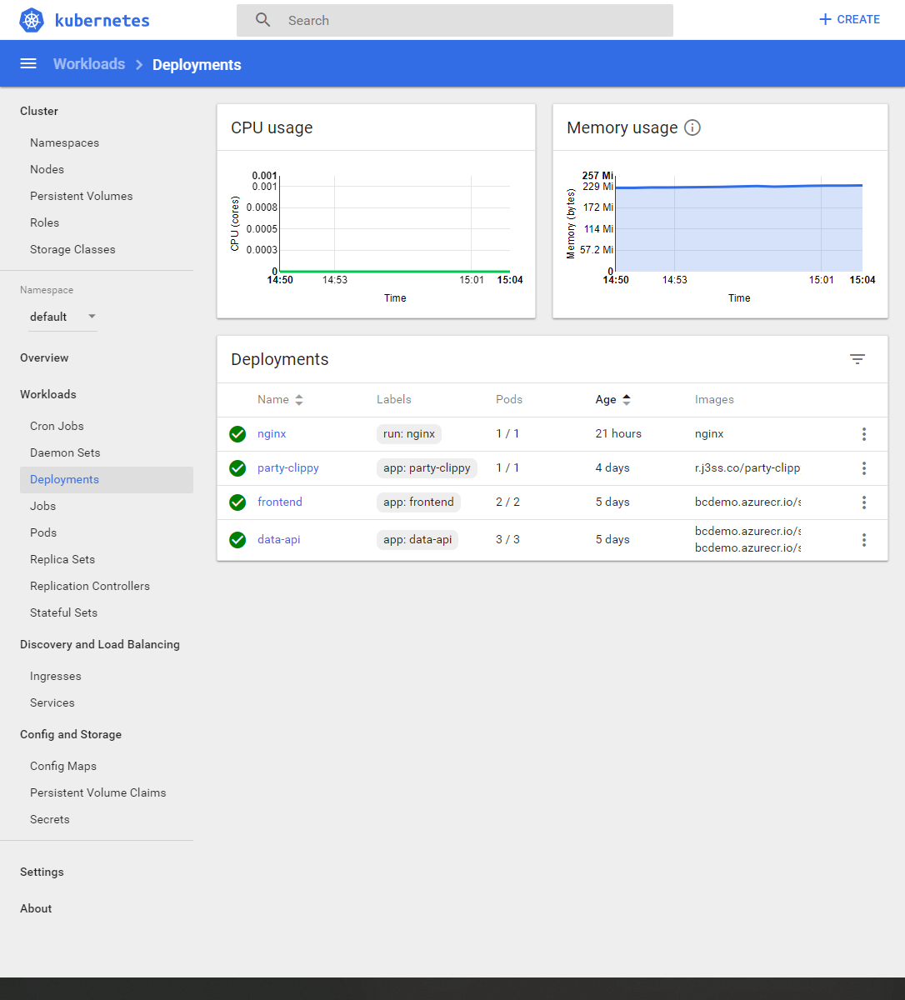 kubernetes
Search
CREATE
Workloads > Deployments
Cluster
Namespaces
Nodes
Persistent Volumes
Roles
Storage Classes
Namespace
default
Overview
Workloads
Cron Jobs
Daemon Sets
Deployments
Jobs
Pods
Replica Sets
Replication Controllers
Stateful Sets
Discovery and Load Balancing
Ingresses
Services
Config and Storage
Config Maps
Persistent Volume Claims
Secrets
Settings
About
CPU usage
CPU (cores)
0.001
0.001
0.0008
0.0005
0.0003
0
14:50 14:53 15:01 15:04
Time
Memory usage
Memory (bytes)
257 Mi
229 Mi
172 Mi
114 Mi
57.2 Mi
0
14:50 14:53 15:01 15:04
Time
Deployments
Name Labels Pods Age Images
nginx run: nginx 1 / 1 21 hours nginx
party-clippy app: party-clippy 1 / 1 4 days r.j3ss.co/party-clipp
frontend app: frontend 2 / 2 5 days bcdemo.azurecr.io/s
data-api app: data-api 3 / 3 5 days bcdemo.azurecr.io/s
bcdemo.azurecr.io/s